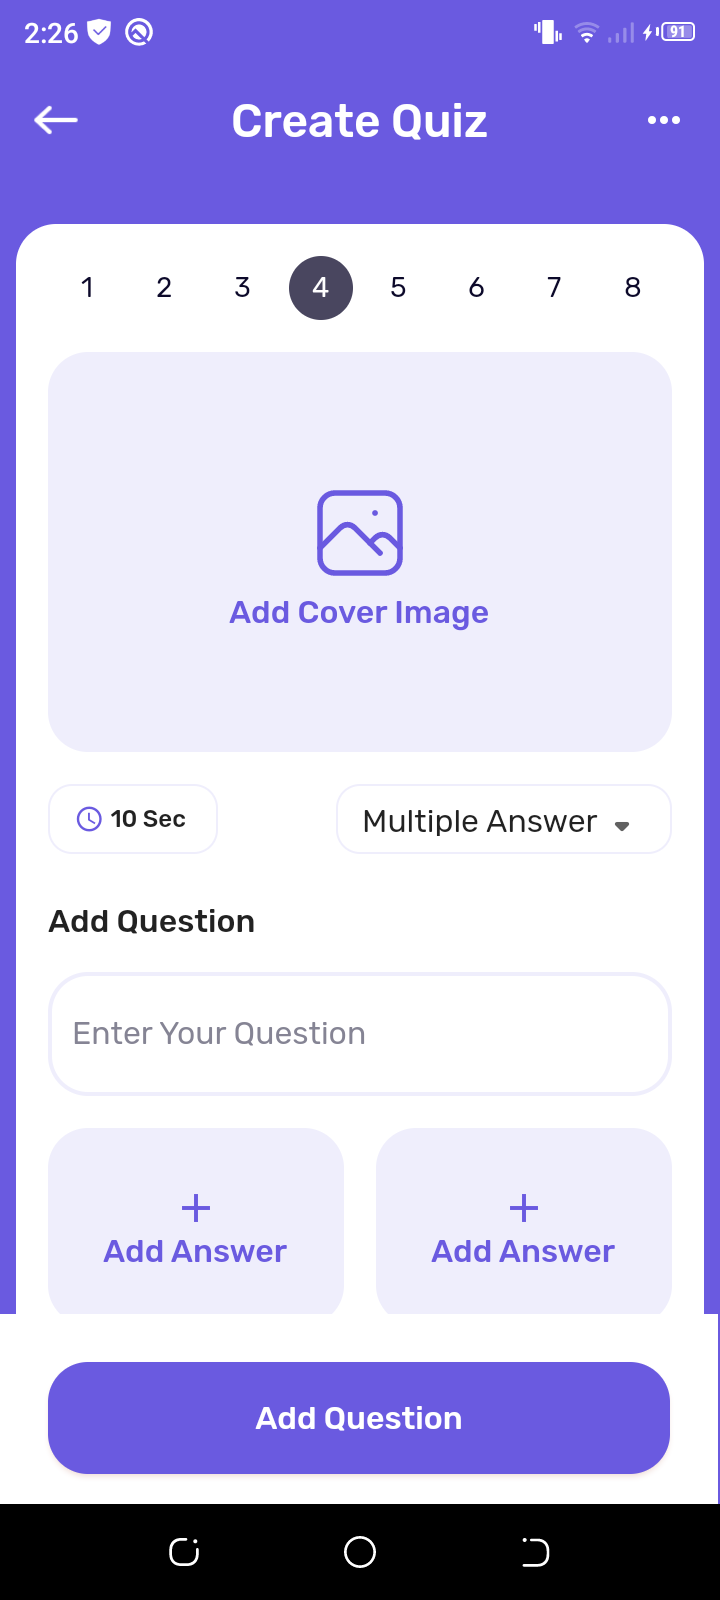 2:26
91
Create Quiz
1 2 3 4 5 6 7 8
Add Cover Image
10 Sec
Multiple Answer
Add Question
Enter Your Question
Add Answer
Add Answer
Add Question